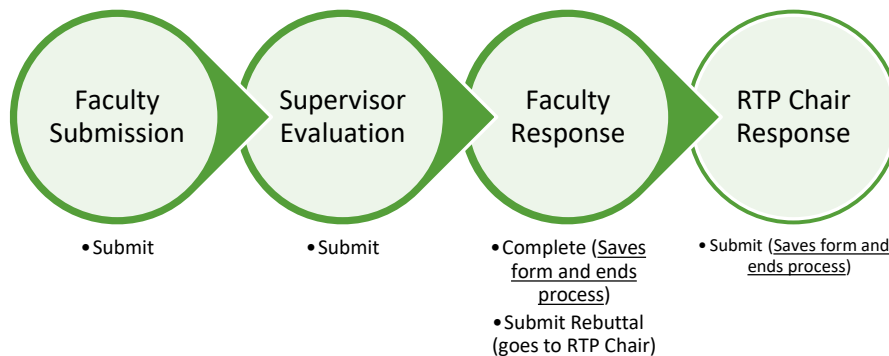 Faculty
Submission
Supervisor
Evaluation
Faculty
Response
RTP Chair
Response
•Submit
•Submit
•Complete (Saves
form and ends
process)
•Submit Rebuttal
(goes to RTP Chair)
•Submit (Saves form and
ends process)